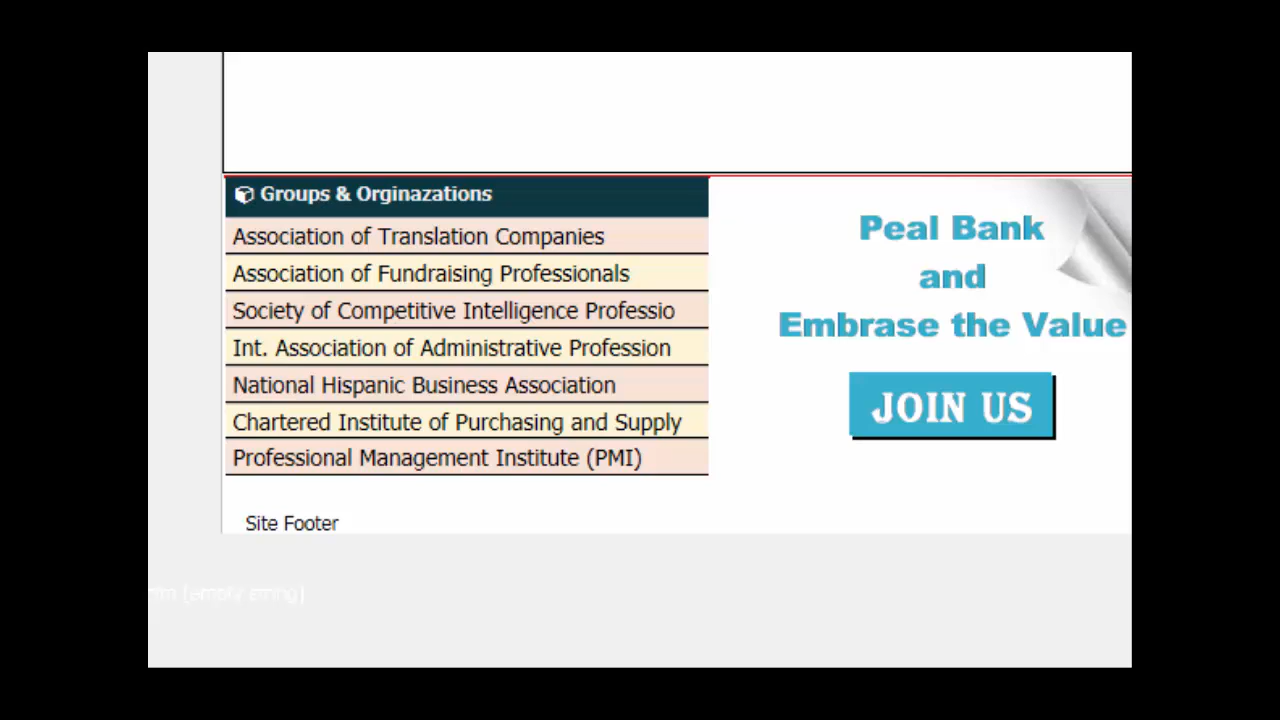 Groups & Orginazations
Association of Translation Companies
Association of Fundraising Professionals
Society of Competitive Intelligence Professio
Int. Association of Administrative Profession
National Hispanic Business Association
Chartered Institute of Purchasing and Supply
Professional Management Institute (PMI)
Peal Bank
and
Embrase the Value
JOIN US
Site Footer
(empty string)